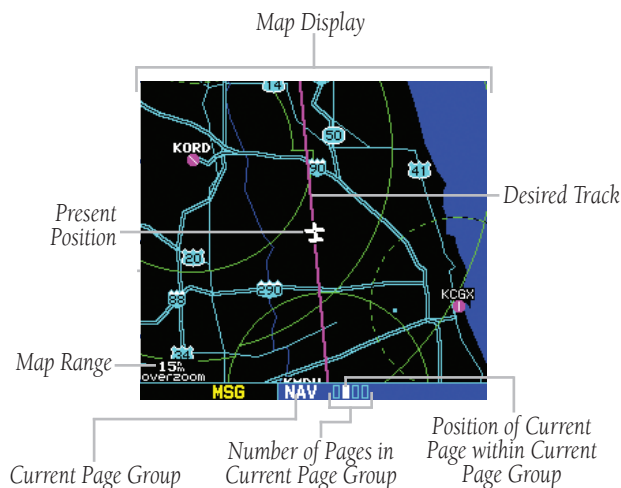 Map Display
14
50
KORD
90
41
Desired Track
Present
Position
20
290
KCGX
88
34
Map Range
15
overzoom
KMDW
MSG
NAV
Current Page Group
Number of Pages in
Current Page Group
Position of Current
Page within Current
Page Group